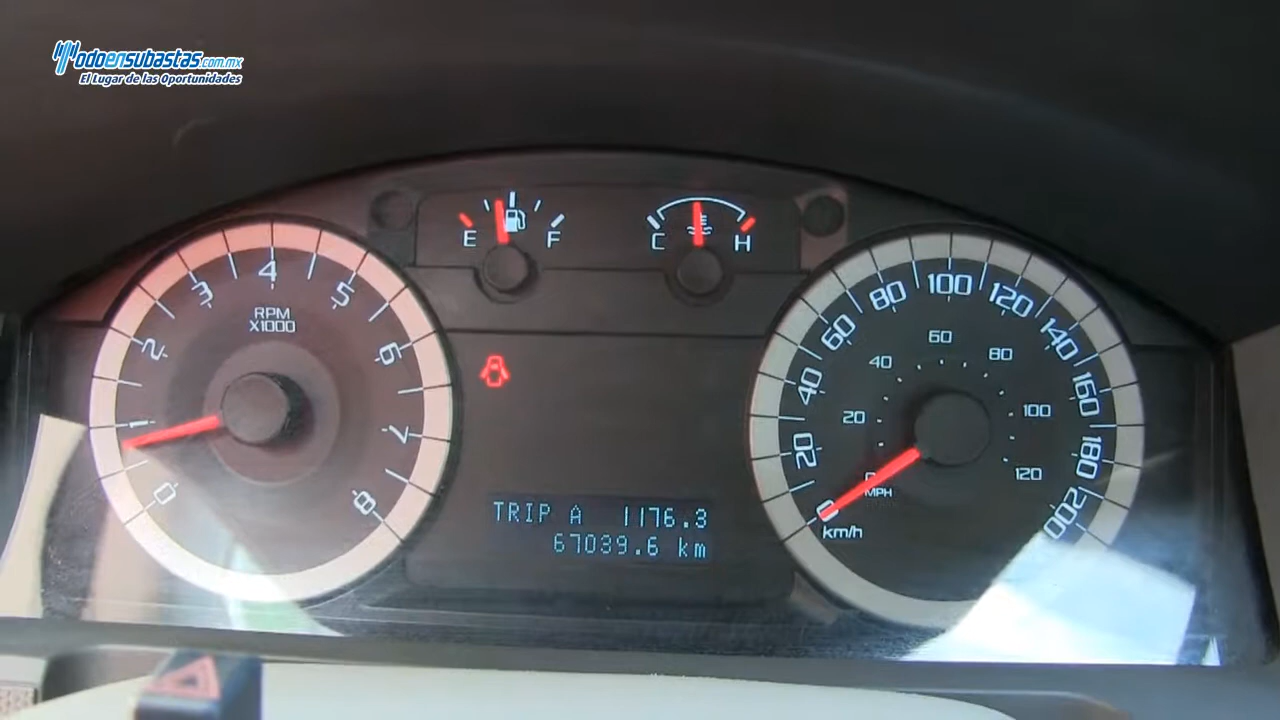 Todoensubastas.com.mx
El Lugar de las Oportunidades
E F
C H
0 1 2 3 4 5 6 7 8
RPM
X1000
0 20 40 60 80 100 120 140 160 180 200
km/h
0 20 40 60 80 100 120
MPH
TRIP A 1176.3
67039.6 km